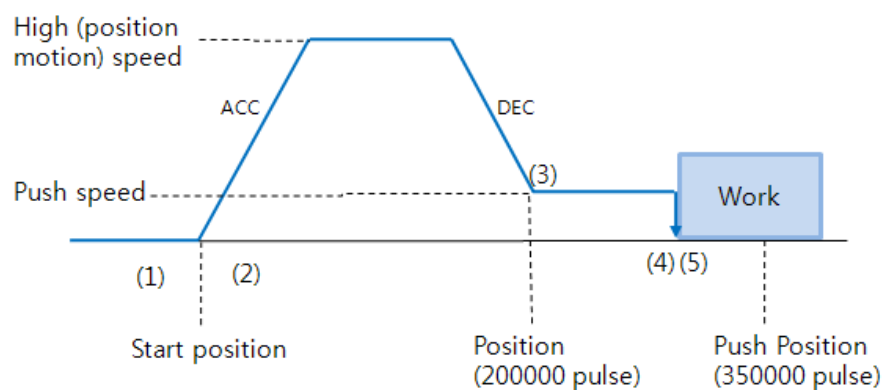 High (position
motion) speed
ACC
DEC
Push speed
(3)
Work
(1)
(2)
(4)(5)
Start position
Position
(200000 pulse)
Push Position
(350000 pulse)